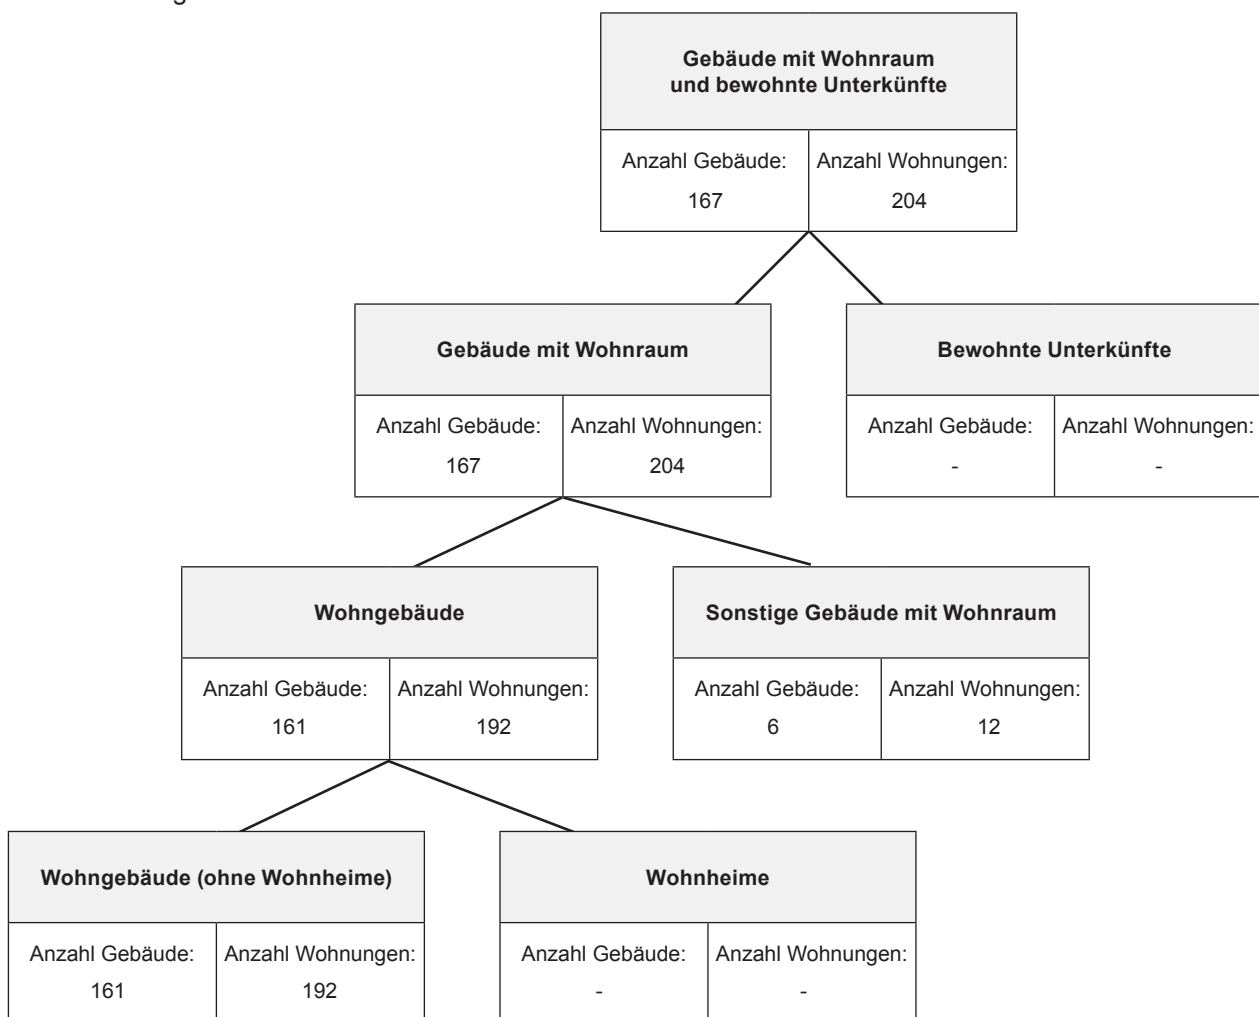 Gebäude mit Wohnraum
und bewohnte Unterkünfte
Anzahl Gebäude: Anzahl Wohnungen:
167 204
Gebäude mit Wohnraum
Anzahl Gebäude: Anzahl Wohnungen:
167 204
Bewohnte Unterkünfte
Anzahl Gebäude: Anzahl Wohnungen:
- -
Wohngebäude
Anzahl Gebäude: Anzahl Wohnungen:
161 192
Sonstige Gebäude mit Wohnraum
Anzahl Gebäude: Anzahl Wohnungen:
6 12
Wohngebäude (ohne Wohnheime)
Anzahl Gebäude: Anzahl Wohnungen:
161 192
Wohnheime
Anzahl Gebäude: Anzahl Wohnungen:
- -